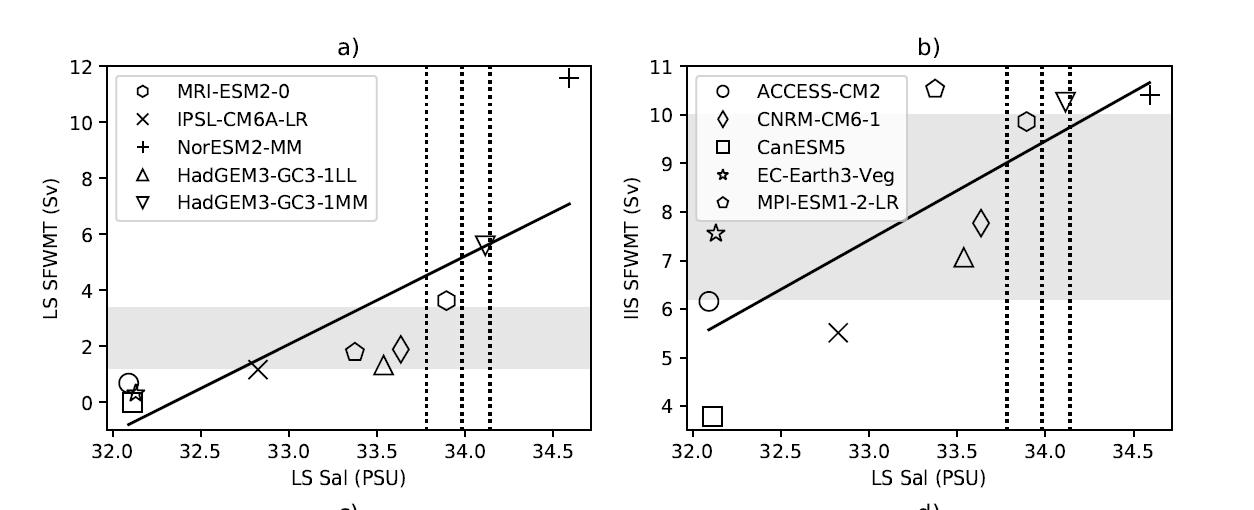 a)
12
10
8
6
4
2
0
LS SFWMT (Sv)
MRI-ESM2-0
IPSL-CM6A-LR
NorESM2-MM
HadGEM3-GC3-1LL
HadGEM3-GC3-1MM
32.0 32.5 33.0 33.5 34.0 34.5
LS Sal (PSU)
b)
11
10
9
8
7
6
5
4
IIS SFWMT (Sv)
ACCESS-CM2
CNRM-CM6-1
CanESM5
EC-Earth3-Veg
MPI-ESM1-2-LR
32.0 32.5 33.0 33.5 34.0 34.5
LS Sal (PSU)
c)
d)